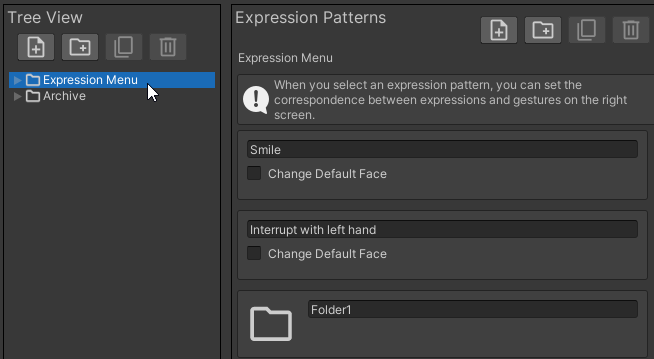 Tree View
Expression Menu
Archive
Expression Patterns
Expression Menu
When you select an expression pattern, you can set the
correspondence between expressions and gestures on the right
screen.
Smile
Change Default Face
Interrupt with left hand
Change Default Face
Folder1